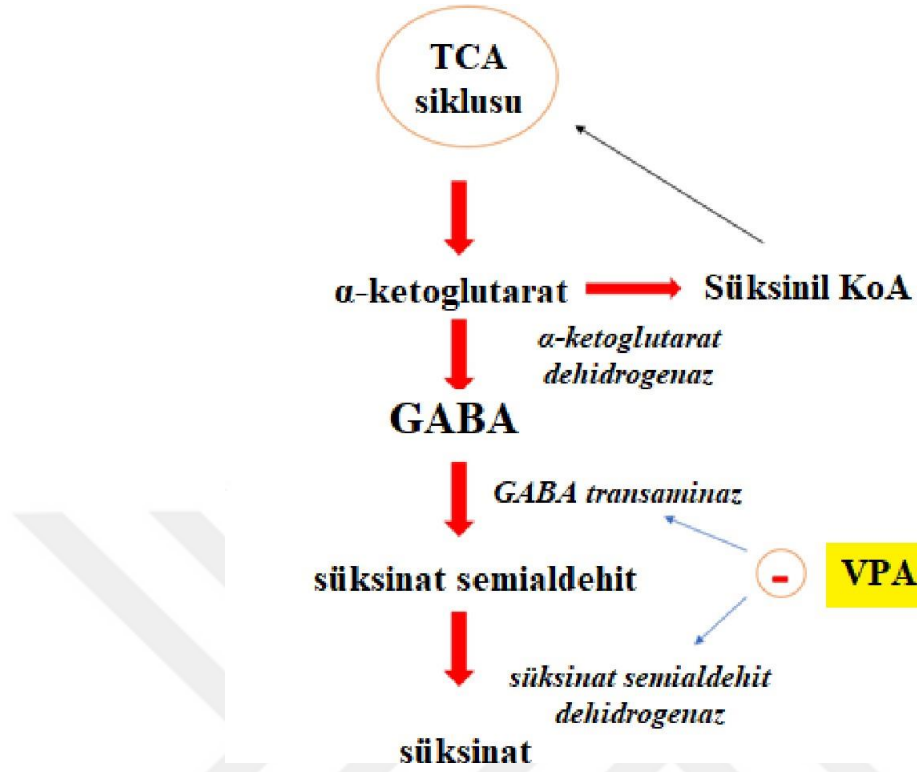 TCA
siklusu
α-ketoglutarat
Süksinil KoA
α-ketoglutarat
dehidrogenaz
GABA
GABA transaminaz
süksinat semialdehit
-
VPA
süksinat semialdehit
dehidrogenaz
süksinat